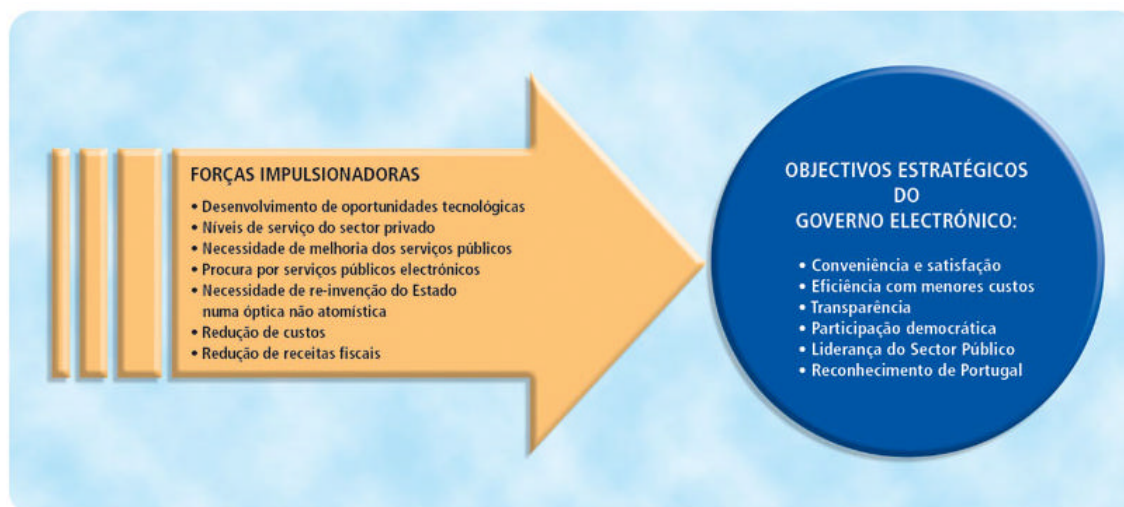 FORÇAS IMPULSIONADORAS
• Desenvolvimento de oportunidades tecnológicas
• Níveis de serviço do sector privado
• Necessidade de melhoria dos serviços públicos
• Procura por serviços públicos electrónicos
• Necessidade de re-invenção do Estado
numa óptica não atomística
• Redução de custos
• Redução de receitas fiscais
OBJECTIVOS ESTRATÉGICOS
DO
GOVERNO ELECTRÓNICO:
• Conveniência e satisfação
• Eficiência com menores custos
• Transparência
• Participação democrática
• Liderança do Sector Público
• Reconhecimento de Portugal